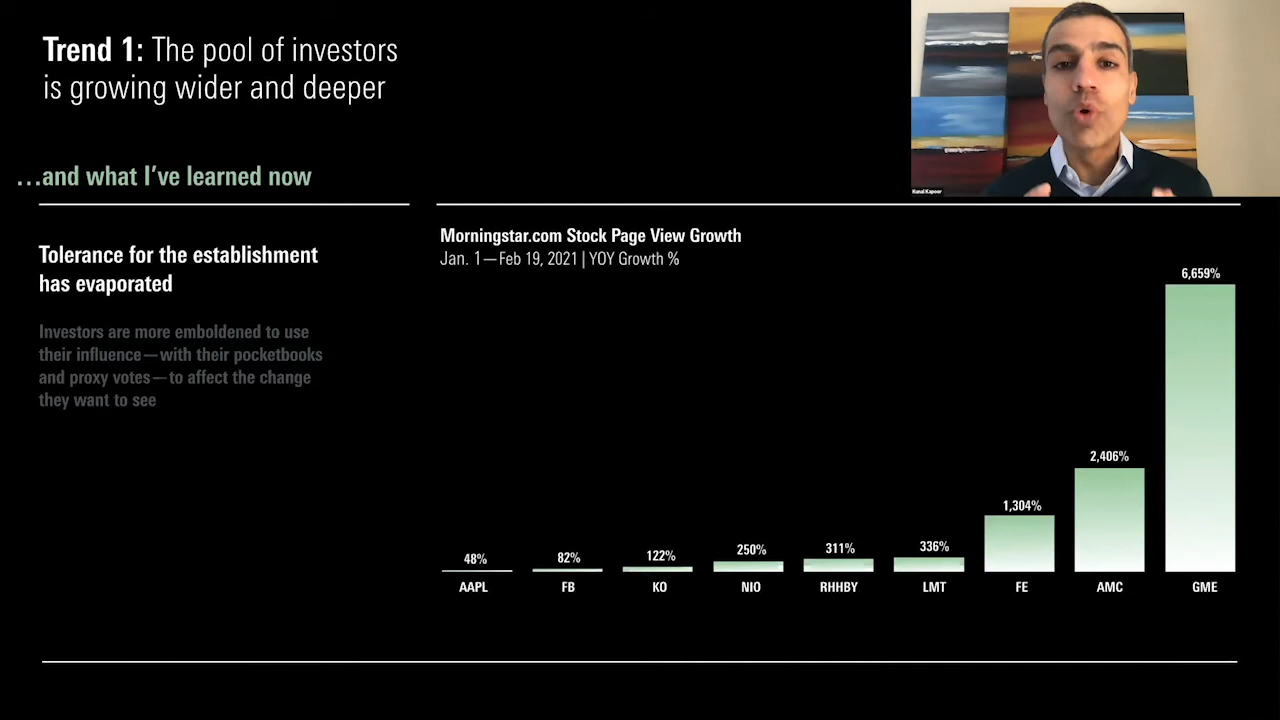 Trend 1: The pool of investors
is growing wider and deeper
Kunal Kapoor
…and what I’ve learned now
Tolerance for the establishment
has evaporated
Investors are more emboldened to use
their influence—with their pocketbooks
and proxy votes—to affect the change
they want to see
Morningstar.com Stock Page View Growth
Jan. 1—Feb 19, 2021 | YOY Growth %
48% 82% 122% 250% 311% 336% 1,304% 2,406% 6,659%
AAPL FB KO NIO RHHBY LMT FE AMC GME